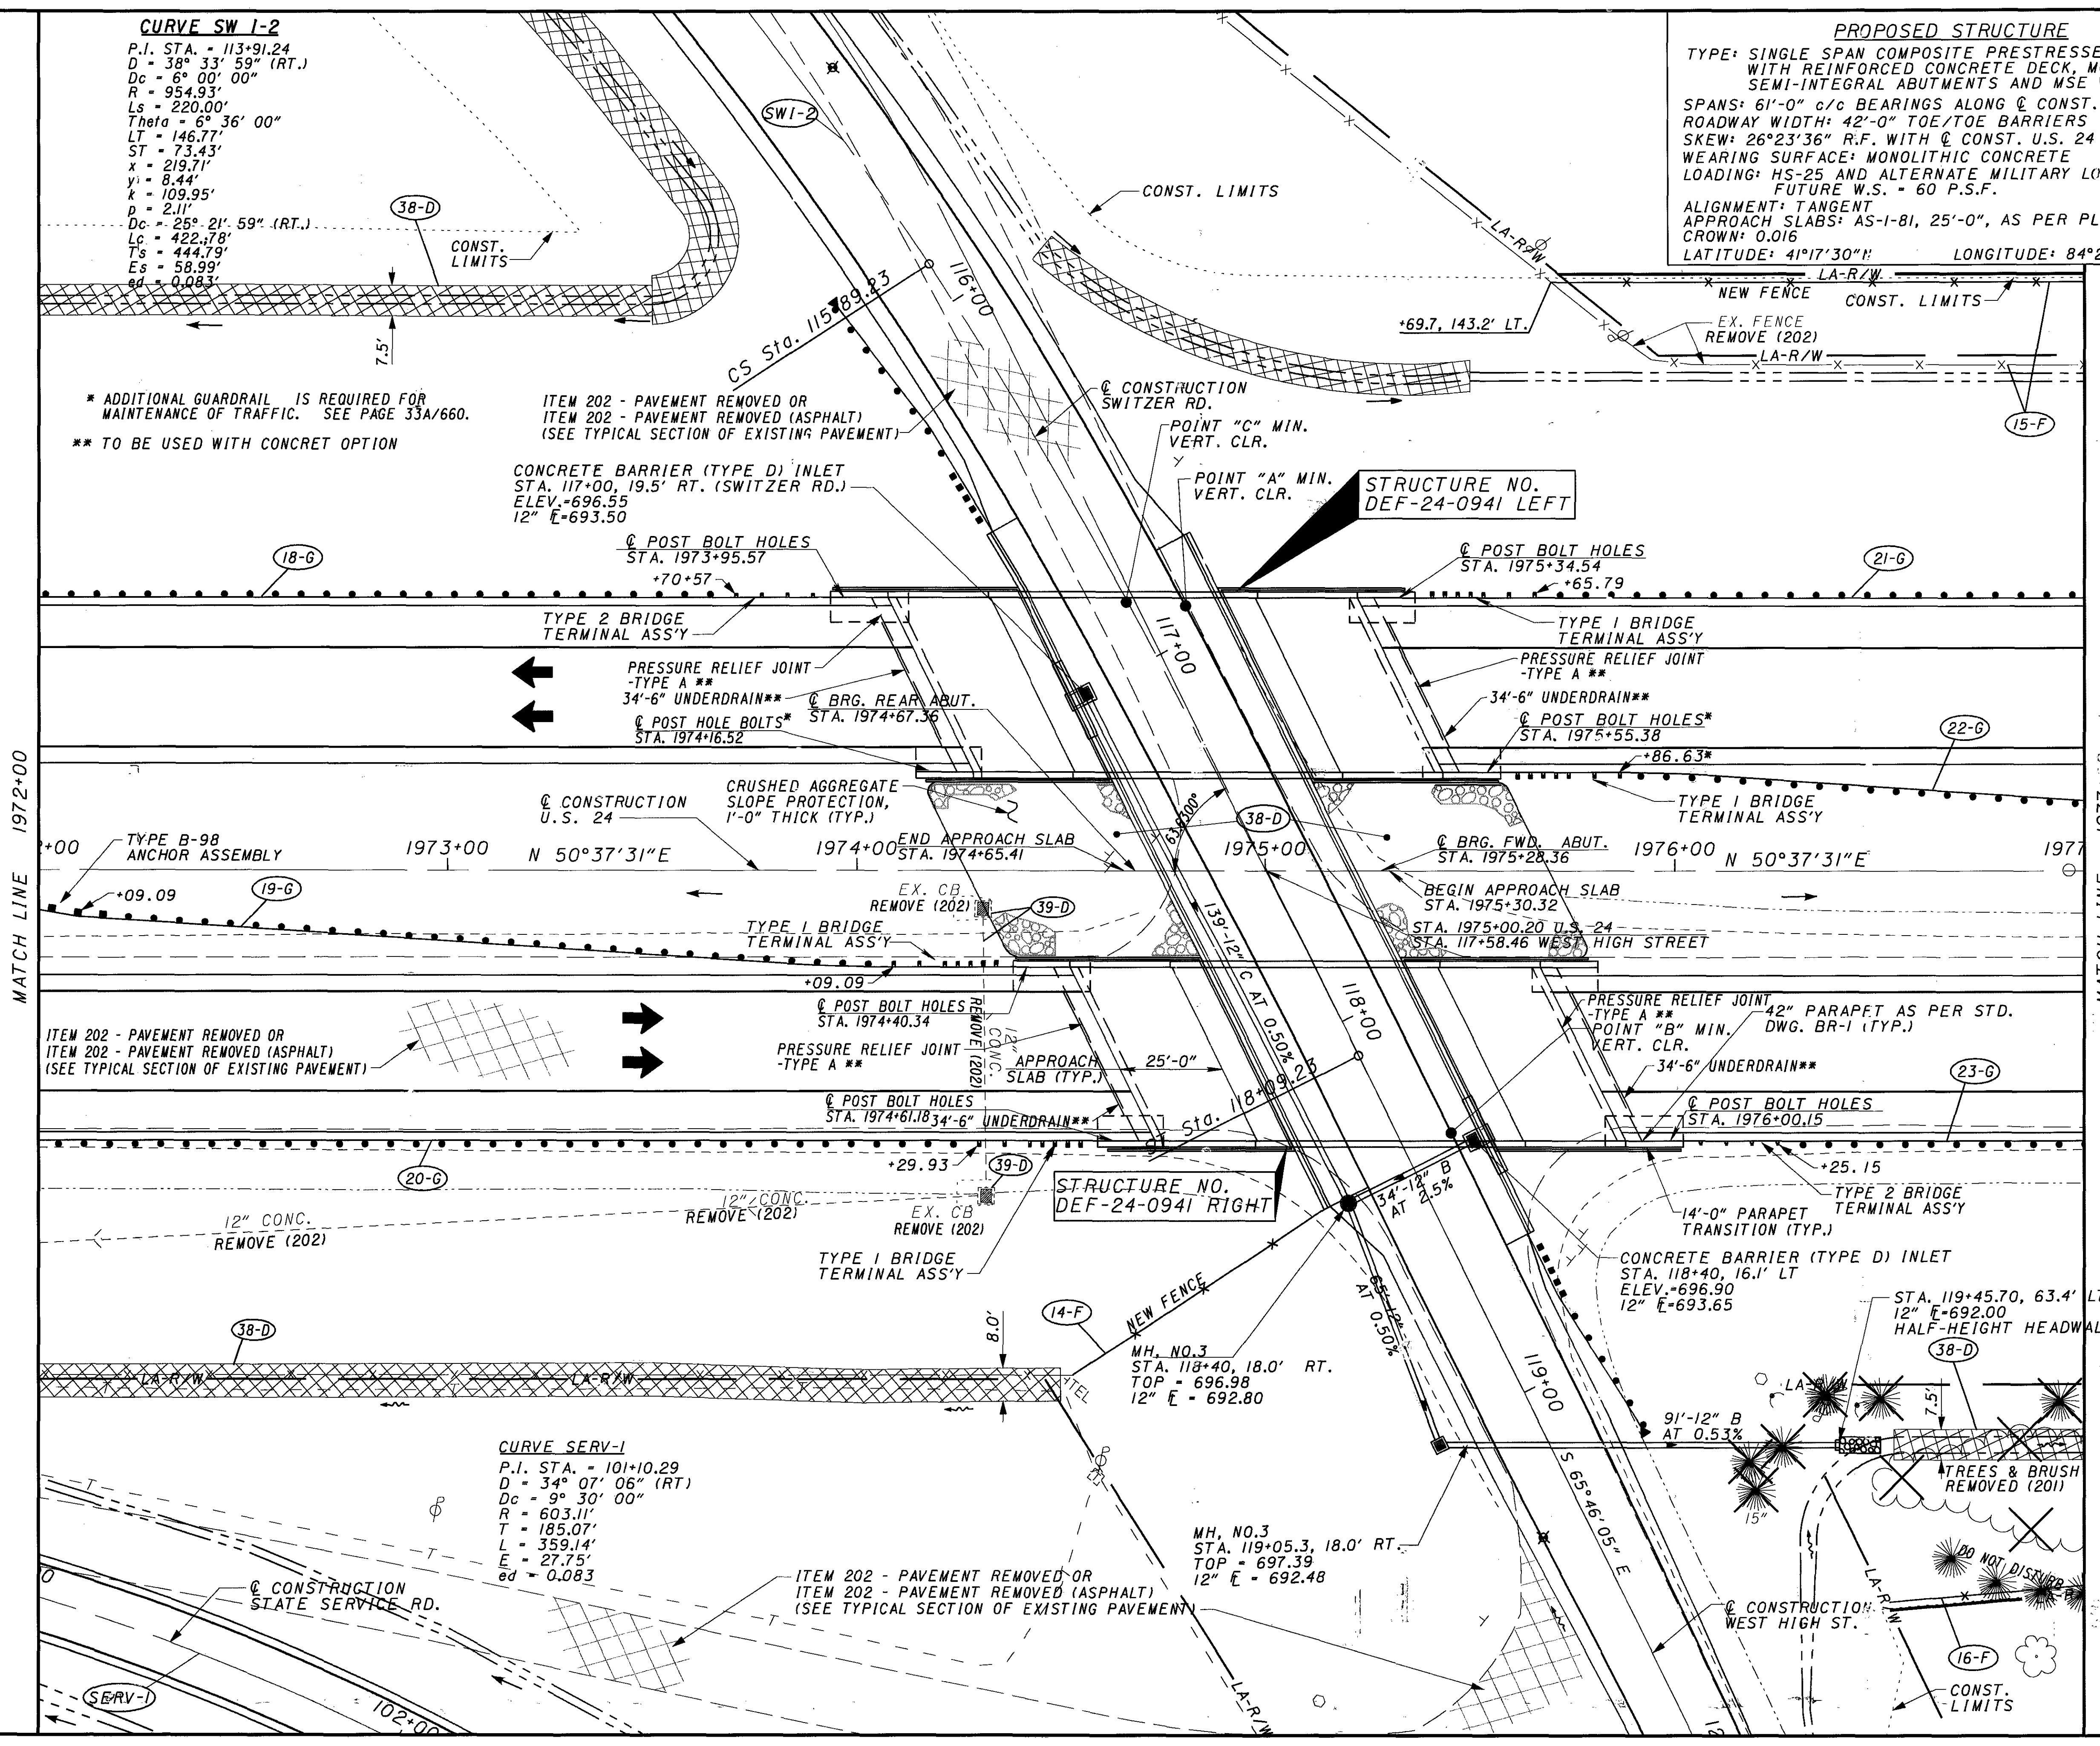 CURVE SW 1-2
P.I. STA. = 113+91.24
D = 38° 33' 59" (RT.)
Dc = 6° 00' 00"
R = 954.93'
Ls = 220.00'
Theta = 6° 36' 00"
LT = 146.77'
ST = 73.43'
x = 219.71'
y = 8.44'
k = 109.95'
p = 2.11'
Dc = 25° 21' 59" (RT.)
Lc = 422.78'
Ts = 444.79'
Es = 58.99'
ed = 0.083'
38-D
CONST.
LIMITS
7.5'
SW1-2
CONST. LIMITS
PROPOSED STRUCTURE
TYPE: SINGLE SPAN COMPOSITE PRESTRESSE
WITH REINFORCED CONCRETE DECK, M
SEMI-INTEGRAL ABUTMENTS AND MSE
SPANS: 61'-0" c/c BEARINGS ALONG ℄ CONST.
ROADWAY WIDTH: 42'-0" TOE/TOE BARRIERS
SKEW: 26°23'36" R.F. WITH ℄ CONST. U.S. 24
WEARING SURFACE: MONOLITHIC CONCRETE
LOADING: HS-25 AND ALTERNATE MILITARY LO
FUTURE W.S. = 60 P.S.F.
ALIGNMENT: TANGENT
APPROACH SLABS: AS-1-81, 25'-0", AS PER PL
CROWN: 0.016
LATITUDE: 41°17'30"N LONGITUDE: 84°2
LA-R/W
LA-R/W
NEW FENCE
CONST. LIMITS
+69.7, 143.2' LT.
EX. FENCE
REMOVE (202)
LA-R/W
15-F
CS Sta. 115+89.23
116+00
* ADDITIONAL GUARDRAIL IS REQUIRED FOR
MAINTENANCE OF TRAFFIC. SEE PAGE 33A/660.
** TO BE USED WITH CONCRET OPTION
ITEM 202 - PAVEMENT REMOVED OR
ITEM 202 - PAVEMENT REMOVED (ASPHALT)
(SEE TYPICAL SECTION OF EXISTING PAVEMENT)
℄ CONSTRUCTION
SWITZER RD.
POINT "C" MIN.
VERT. CLR.
POINT "A" MIN.
VERT. CLR.
CONCRETE BARRIER (TYPE D) INLET
STA. 117+00, 19.5' RT. (SWITZER RD.)
ELEV.=696.55
12" FL=693.50
STRUCTURE NO.
DEF-24-0941 LEFT
18-G
℄ POST BOLT HOLES
STA. 1973+95.57
+70+57
TYPE 2 BRIDGE
TERMINAL ASS'Y
℄ POST BOLT HOLES
STA. 1975+34.54
+65.79
21-G
TYPE 1 BRIDGE
TERMINAL ASS'Y
117+00
PRESSURE RELIEF JOINT
-TYPE A **
34'-6" UNDERDRAIN**
℄ BRG. REAR ABUT.
STA. 1974+67.36
℄ POST HOLE BOLTS*
STA. 1974+16.52
PRESSURE RELIEF JOINT
-TYPE A **
34'-6" UNDERDRAIN**
℄ POST BOLT HOLES*
STA. 1975+55.38
+86.63*
22-G
TYPE 1 BRIDGE
TERMINAL ASS'Y
MATCH LINE 1972+00
CRUSHED AGGREGATE
SLOPE PROTECTION,
1'-0" THICK (TYP.)
℄ CONSTRUCTION
U.S. 24
38-D
TYPE B-98
ANCHOR ASSEMBLY
+00
1973+00
N 50°37'31"E
1974+00
END APPROACH SLAB
STA. 1974+65.41
1975+00
℄ BRG. FWD. ABUT.
STA. 1975+28.36
1976+00
N 50°37'31"E
1977
+09.09
19-G
EX. CB
REMOVE (202)
39-D
BEGIN APPROACH SLAB
STA. 1975+30.32
STA. 1975+00.20 U.S. 24
STA. 117+58.46 WEST HIGH STREET
TYPE 1 BRIDGE
TERMINAL ASS'Y
139'-12" C AT 0.50%
+09.09
℄ POST BOLT HOLES
STA. 1974+40.34
12" CONC.
REMOVE (202)
118+00
PRESSURE RELIEF JOINT
-TYPE A **
POINT "B" MIN.
VERT. CLR.
42" PARAPET AS PER STD.
DWG. BR-1 (TYP.)
ITEM 202 - PAVEMENT REMOVED OR
ITEM 202 - PAVEMENT REMOVED (ASPHALT)
(SEE TYPICAL SECTION OF EXISTING PAVEMENT)
PRESSURE RELIEF JOINT
-TYPE A **
APPROACH
SLAB (TYP.)
25'-0"
34'-6" UNDERDRAIN**
23-G
℄ POST BOLT HOLES
STA. 1974+61.18
34'-6" UNDERDRAIN**
Sta. 118+09.23
℄ POST BOLT HOLES
STA. 1976+00.15
+29.93
39-D
20-G
+25.15
TYPE 2 BRIDGE
TERMINAL ASS'Y
STRUCTURE NO.
DEF-24-0941 RIGHT
34'-12" B
AT 2.5%
14'-0" PARAPET
TRANSITION (TYP.)
12" CONC.
REMOVE (202)
12" CONC.
REMOVE (202)
EX. CB
REMOVE (202)
TYPE 1 BRIDGE
TERMINAL ASS'Y
CONCRETE BARRIER (TYPE D) INLET
STA. 118+40, 16.1' LT
ELEV.=696.90
12" FL=693.65
STA. 119+45.70, 63.4' LT
12" FL=692.00
HALF-HEIGHT HEADWAL
38-D
14-F
NEW FENCE
65'-12"
AT 0.50%
38-D
8.0'
MH, NO.3
STA. 118+40, 18.0' RT.
TOP = 696.98
12" FL = 692.80
119+00
LA-R/W
LA-R/W
TEL
LA-R/W
7.5'
91'-12" B
AT 0.53%
TREES & BRUSH
REMOVED (201)
15"
CURVE SERV-1
P.I. STA. = 101+10.29
D = 34° 07' 06" (RT)
Dc = 9° 30' 00"
R = 603.11'
T = 185.07'
L = 359.14'
E = 27.75'
ed = 0.083
S 65°46'05" E
MH, NO.3
STA. 119+05.3, 18.0' RT.
TOP = 697.39
12" FL = 692.48
DO NOT DISTURB
LA-R/W
℄ CONSTRUCTION
STATE SERVICE RD.
ITEM 202 - PAVEMENT REMOVED OR
ITEM 202 - PAVEMENT REMOVED (ASPHALT)
(SEE TYPICAL SECTION OF EXISTING PAVEMENT)
℄ CONSTRUCTION
WEST HIGH ST.
16-F
CONST.
LIMITS
SERV-1
102+00
LA-R/W